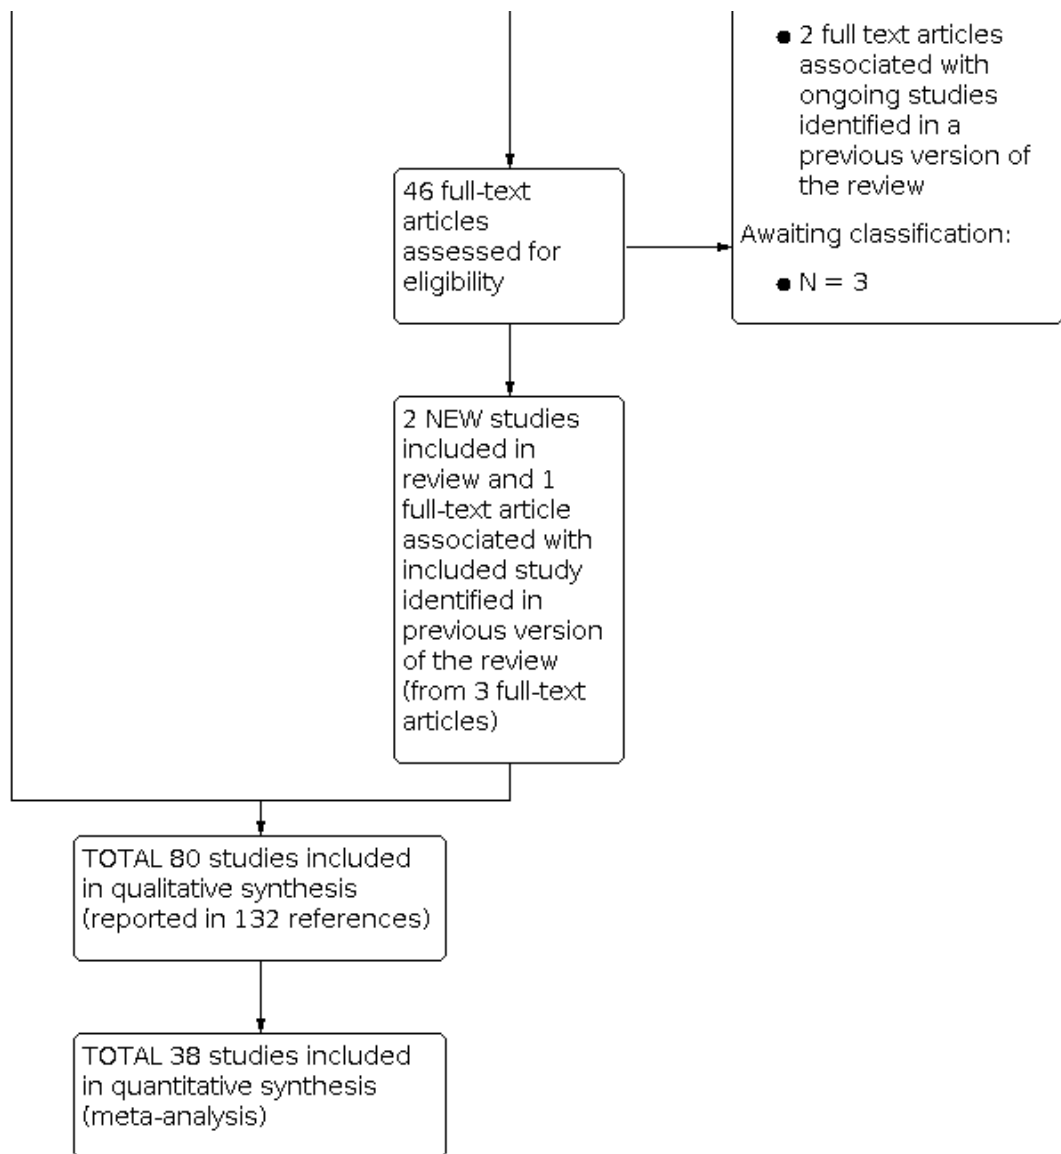 ● 2 full text articles
associated with
ongoing studies
identified in a
previous version of
the review
Awaiting classification:
● N = 3
46 full-text
articles
assessed for
eligibility
2 NEW studies
included in
review and 1
full-text article
associated with
included study
identified in
previous version
of the review
(from 3 full-text
articles)
TOTAL 80 studies included
in qualitative synthesis
(reported in 132 references)
TOTAL 38 studies included
in quantitative synthesis
(meta-analysis)